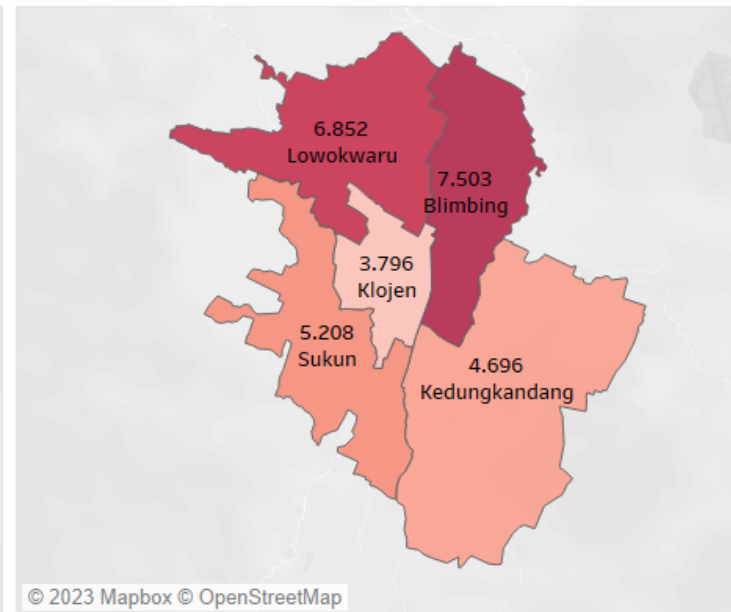 6.852
Lowokwaru
7.503
Blimbing
3.796
Klojen
5.208
Sukun
4.696
Kedungkandang
© 2023 Mapbox © OpenStreetMap